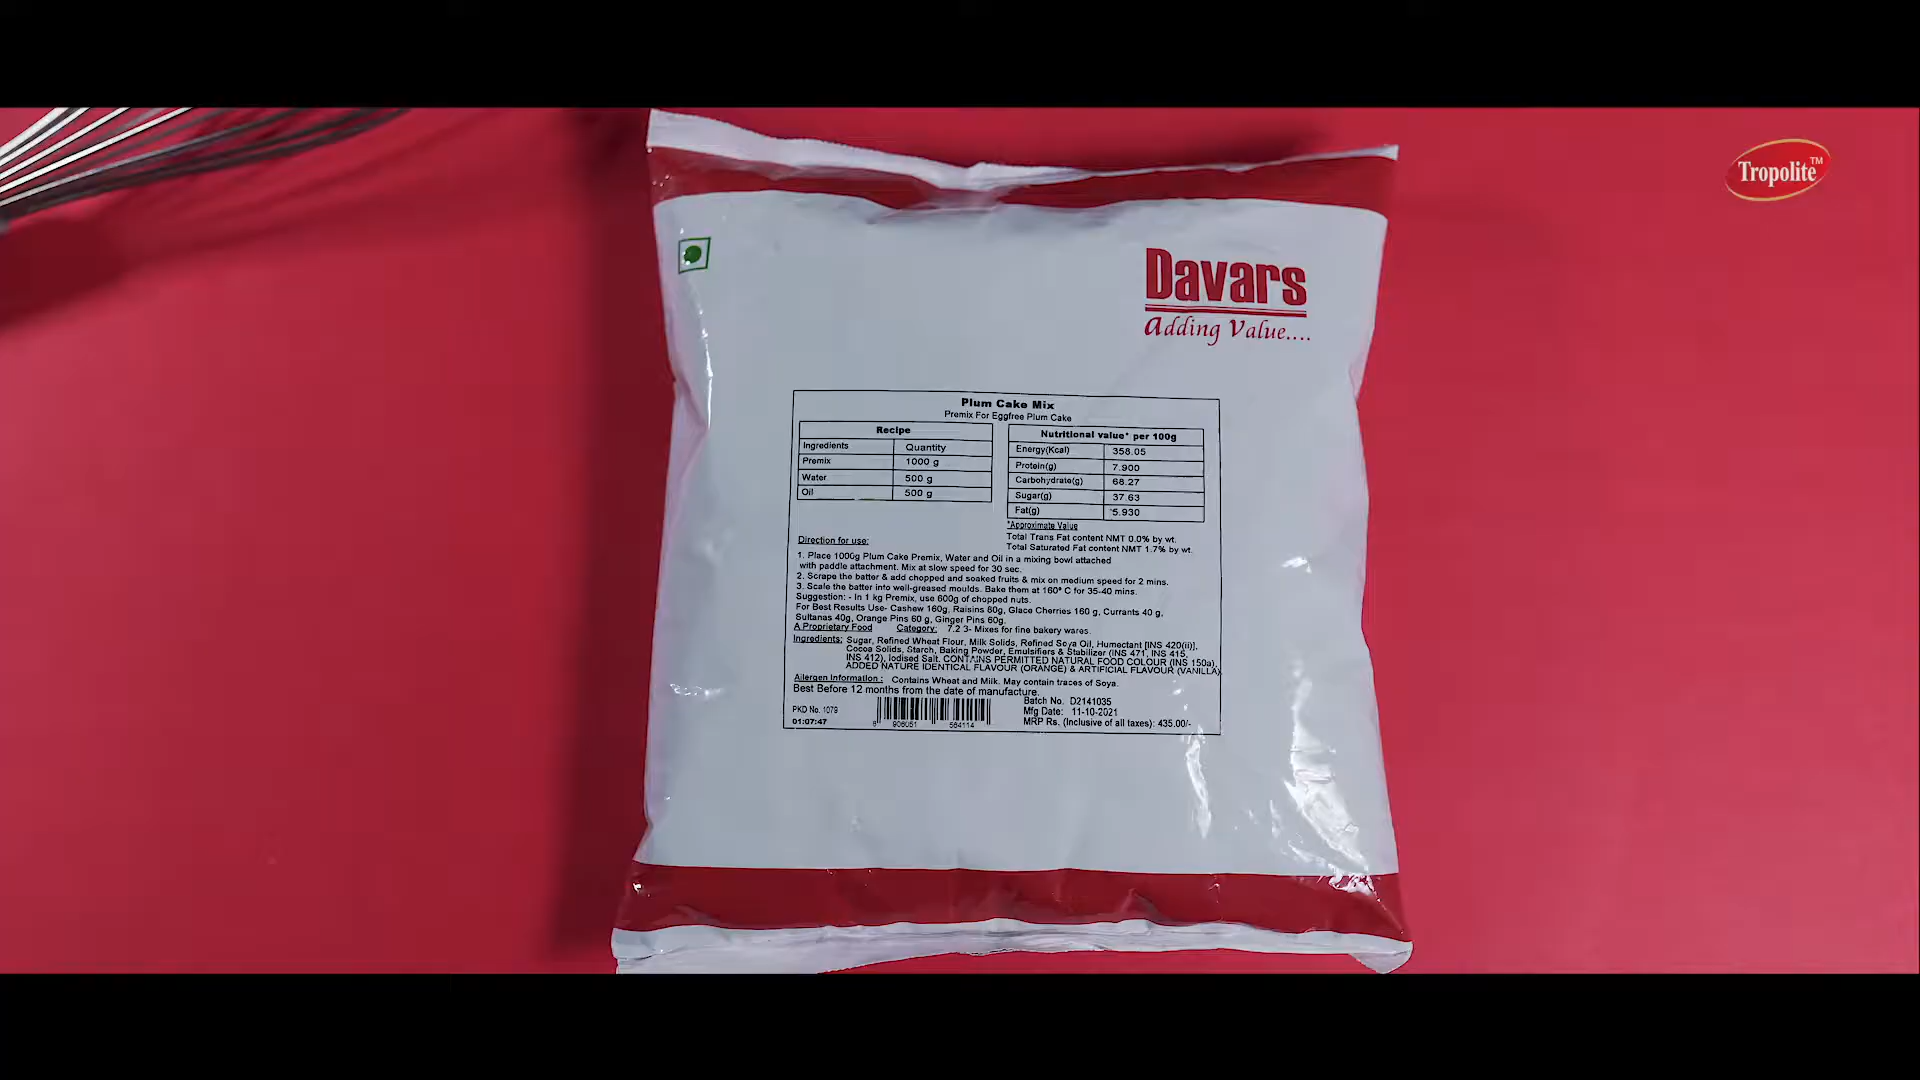 Tropolite™
Davars
Adding Value....
Plum Cake Mix
Premix For Eggfree Plum Cake
Recipe
Ingredients Quantity
Premix 1000 g
Water 500 g
Oil 500 g
Nutritional value* per 100g
Energy(Kcal) 358.05
Protein(g) 7.900
Carbohydrate(g) 68.27
Sugar(g) 37.63
Fat(g) 5.930
*Approximate Value
Total Trans Fat content NMT 0.0% by wt.
Total Saturated Fat content NMT 1.7% by wt.
Direction for use:
1. Place 1000g Plum Cake Premix, Water and Oil in a mixing bowl attached
with paddle attachment. Mix at slow speed for 30 sec.
2. Scrape the batter & add chopped and soaked fruits & mix on medium speed for 2 mins.
3. Scale the batter into well-greased moulds. Bake them at 160° C for 35-40 mins.
Suggestion: - In 1 kg Premix, use 600g of chopped nuts.
For Best Results Use- Cashew 160g, Raisins 80g, Glace Cherries 160 g, Currants 40 g,
Sultanas 40g, Orange Pins 60 g, Ginger Pins 60g.
A Proprietary Food Category: 7.2 3- Mixes for fine bakery wares.
Ingredients: Sugar, Refined Wheat Flour, Milk Solids, Refined Soya Oil, Humectant [INS 420(ii)],
Cocoa Solids, Starch, Baking Powder, Emulsifiers & Stabilizer (INS 471, INS 415,
INS 412), Iodised Salt. CONTAINS PERMITTED NATURAL FOOD COLOUR (INS 150a),
ADDED NATURE IDENTICAL FLAVOUR (ORANGE) & ARTIFICIAL FLAVOUR (VANILLA)
Allergen Information : Contains Wheat and Milk. May contain traces of Soya.
Best Before 12 months from the date of manufacture.
PKD No. 1079
01:07:47
8 906051 564114
Batch No. D2141035
Mfg Date: 11-10-2021
MRP Rs. (Inclusive of all taxes): 435.00/-